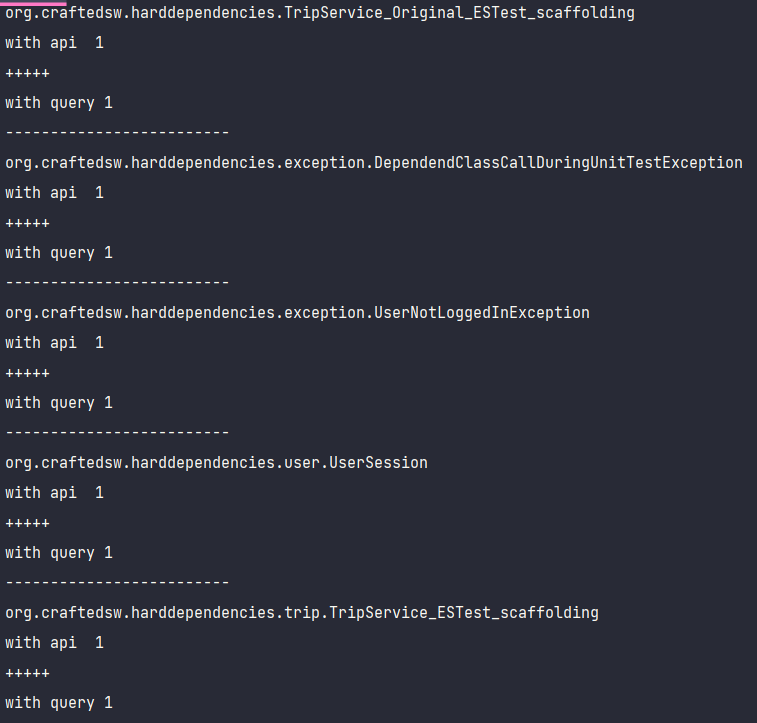 org.craftedsw.harddependencies.TripService_Original_ESTest_scaffolding
with api  1
+++++
with query 1
-------------------------
org.craftedsw.harddependencies.exception.DependendClassCallDuringUnitTestException
with api  1
+++++
with query 1
-------------------------
org.craftedsw.harddependencies.exception.UserNotLoggedInException
with api  1
+++++
with query 1
-------------------------
org.craftedsw.harddependencies.user.UserSession
with api  1
+++++
with query 1
-------------------------
org.craftedsw.harddependencies.trip.TripService_ESTest_scaffolding
with api  1
+++++
with query 1